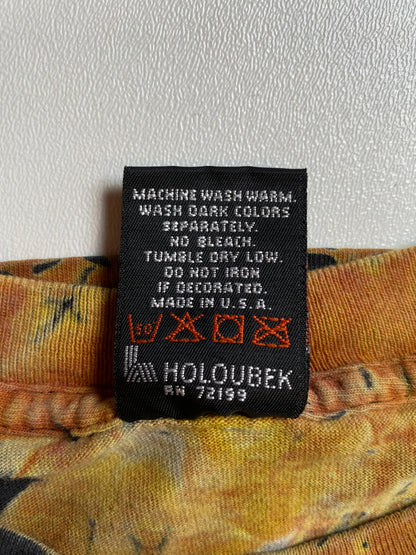 MACHINE WASH WARM.
WASH DARK COLORS
SEPARATELY.
NO BLEACH.
TUMBLE DRY LOW.
DO NOT IRON
IF DECORATED.
MADE IN U.S.A.
50
HOLOUBEK
RN 72199